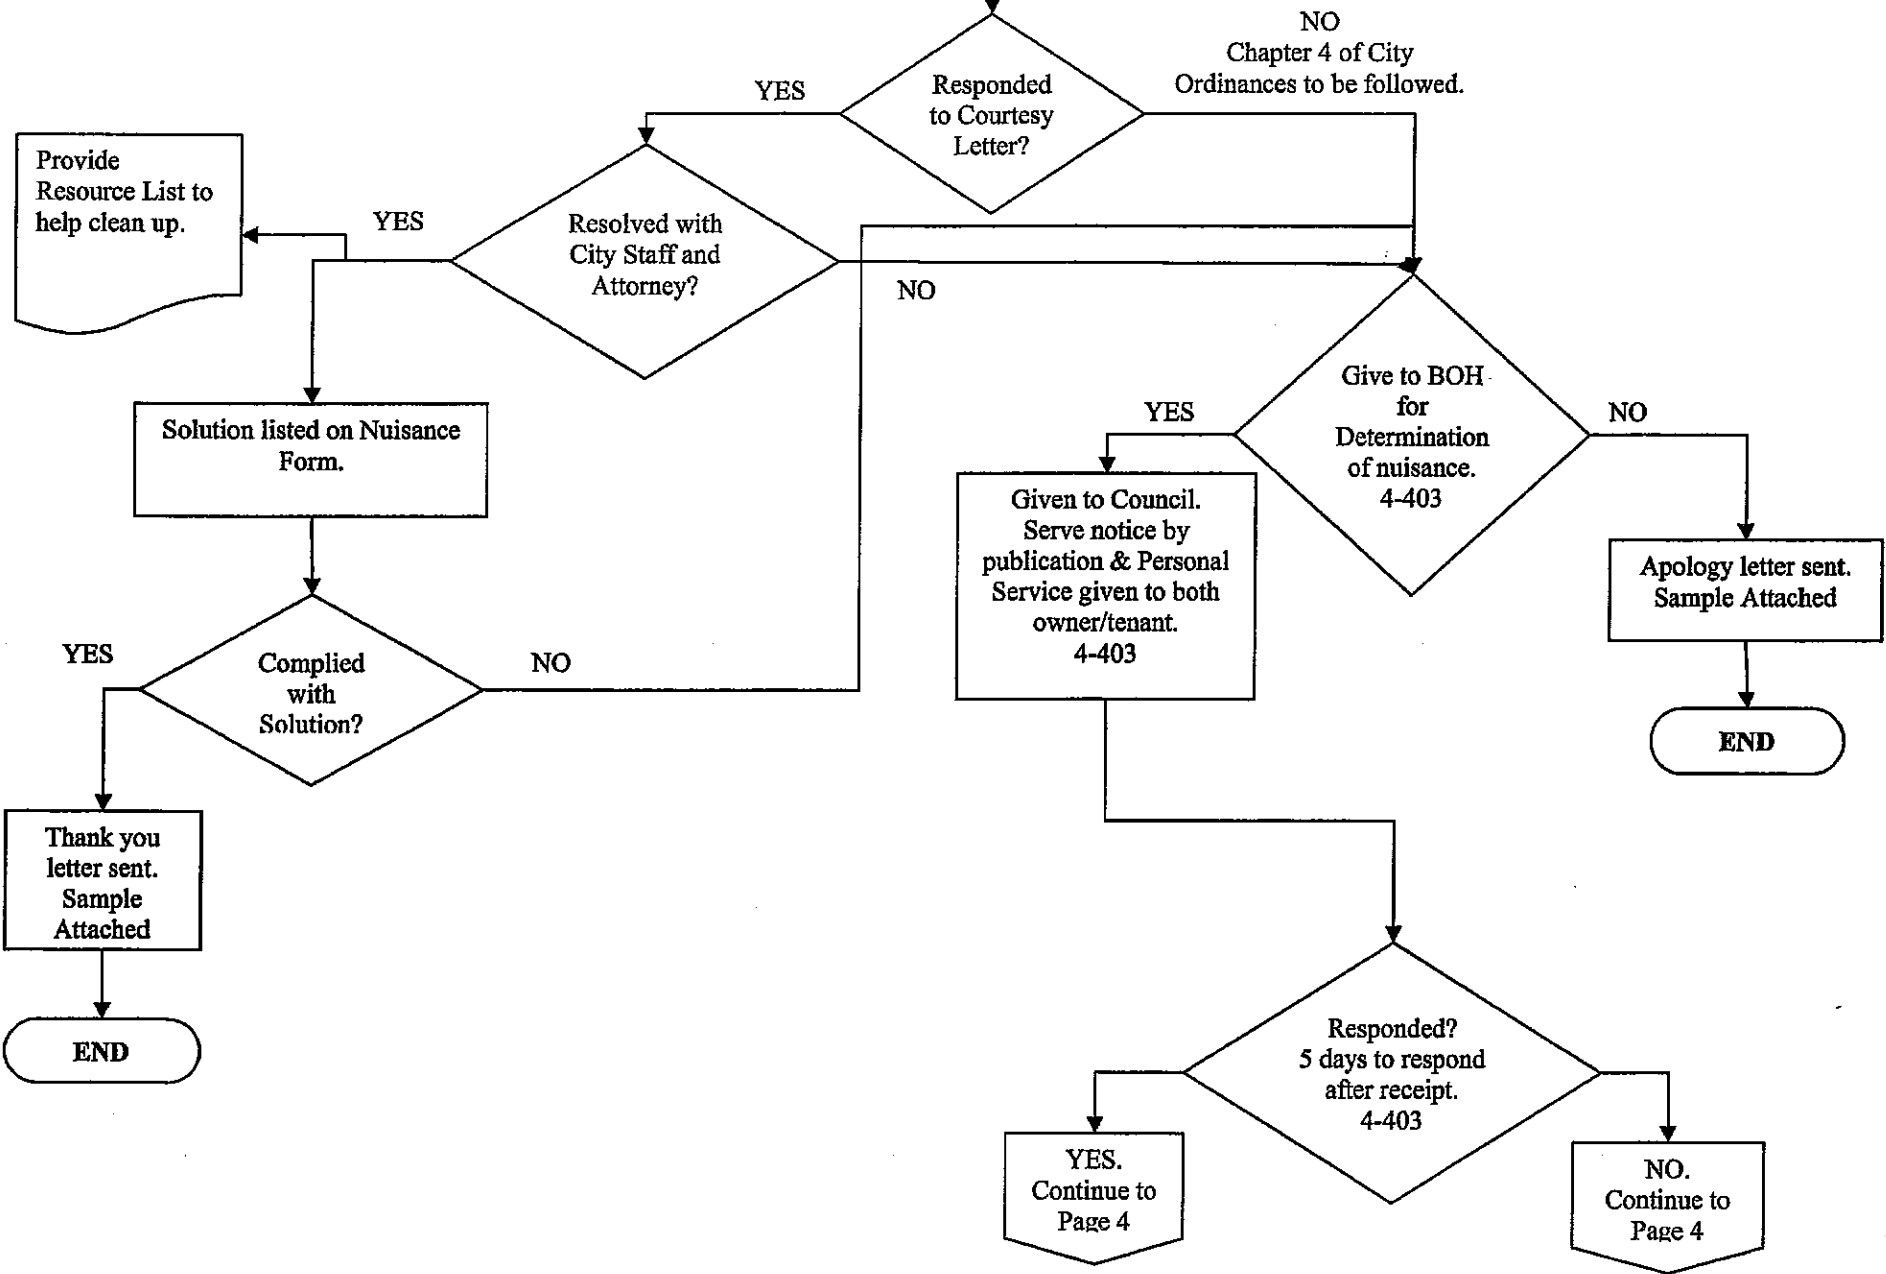 NO
Chapter 4 of City
Ordinances to be followed.
YES
Responded
to Courtesy
Letter?
Provide
Resource List to
help clean up.
YES
Resolved with
City Staff and
Attorney?
NO
Give to BOH
for
Determination
of nuisance.
4-403
YES
NO
Solution listed on Nuisance
Form.
Given to Council.
Serve notice by
publication & Personal
Service given to both
owner/tenant.
4-403
Apology letter sent.
Sample Attached
END
YES
Complied
with
Solution?
NO
Thank you
letter sent.
Sample
Attached
END
Responded?
5 days to respond
after receipt.
4-403
YES.
Continue to
Page 4
NO.
Continue to
Page 4